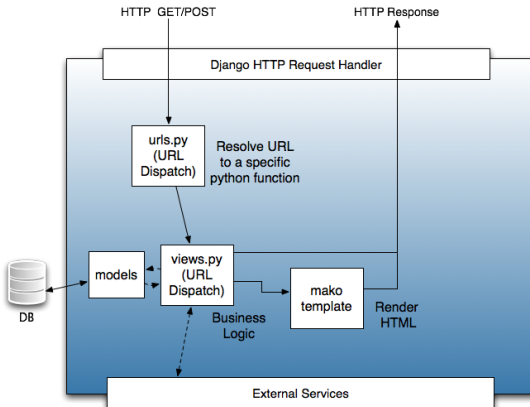 HTTP GET/POST
HTTP Response
Django HTTP Request Handler
urls.py
(URL
Dispatch)
Resolve URL
to a specific
python function
views.py
(URL
Dispatch)
models
DB
mako
template
Business
Logic
Render
HTML
External Services